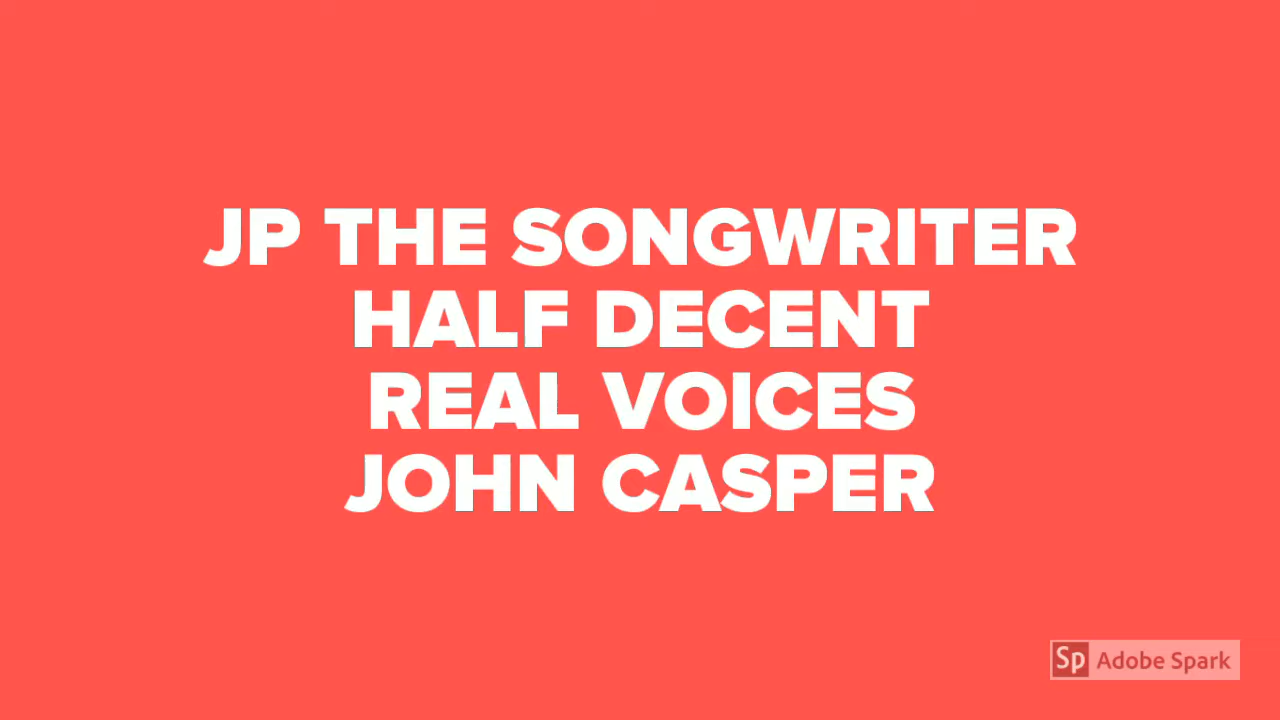 JP THE SONGWRITER
HALF DECENT
REAL VOICES
JOHN CASPER
Sp Adobe Spark